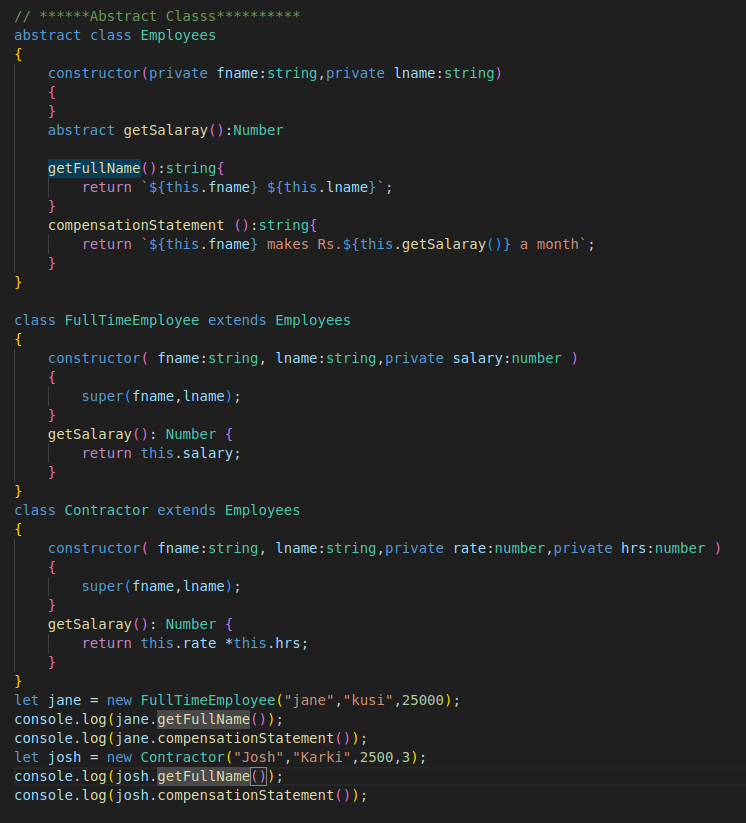 // ******Abstract Classs**********
abstract class Employees
{
    constructor(private fname:string,private lname:string)
    {
    }
    abstract getSalaray():Number

    getFullName():string{
        return `${this.fname} ${this.lname}`;
    }
    compensationStatement ():string{
        return `${this.fname} makes Rs.${this.getSalaray()} a month`;
    }
}

class FullTimeEmployee extends Employees
{
    constructor( fname:string, lname:string,private salary:number )
    {
        super(fname,lname);
    }
    getSalaray(): Number {
        return this.salary;
    }
}
class Contractor extends Employees
{
    constructor( fname:string, lname:string,private rate:number,private hrs:number )
    {
        super(fname,lname);
    }
    getSalaray(): Number {
        return this.rate *this.hrs;
    }
}
let jane = new FullTimeEmployee("jane","kusi",25000);
console.log(jane.getFullName());
console.log(jane.compensationStatement());
let josh = new Contractor("Josh","Karki",2500,3);
console.log(josh.getFullName());
console.log(josh.compensationStatement());